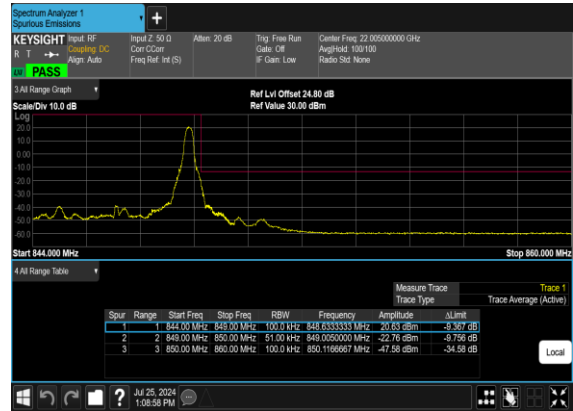 Spectrum Analyzer 1
Spurious Emissions
KEYSIGHT Input: RF Input Z: 50 Ω Atten: 20 dB Trig: Free Run Center Freq: 22.005000000 GHz
R T Coupling: DC Corr CCorr Gate: Off Avg|Hold: 100/100
Align: Auto Freq Ref: Int (S) IF Gain: Low Radio Std: None
LW PASS
3 All Range Graph
Ref Lvl Offset 24.80 dB
Scale/Div 10.0 dB Ref Value 30.00 dBm
Log
20.0
10.0
0.00
-10.0
-20.0
-30.0
-40.0
-50.0
-60.0
Start 844.000 MHz Stop 860.000 MHz
4 All Range Table
Measure Trace Trace 1
Trace Type Trace Average (Active)
Spur Range Start Freq Stop Freq RBW Frequency Amplitude ΔLimit
1 1 844.00 MHz 849.00 MHz 100.0 kHz 848.6333333 MHz 20.63 dBm -9.367 dB
2 2 849.00 MHz 850.00 MHz 51.00 kHz 849.0050000 MHz -22.76 dBm -9.756 dB
3 3 850.00 MHz 860.00 MHz 100.0 kHz 850.1166667 MHz -47.58 dBm -34.58 dB
Local
Jul 25, 2024
1:08:58 PM